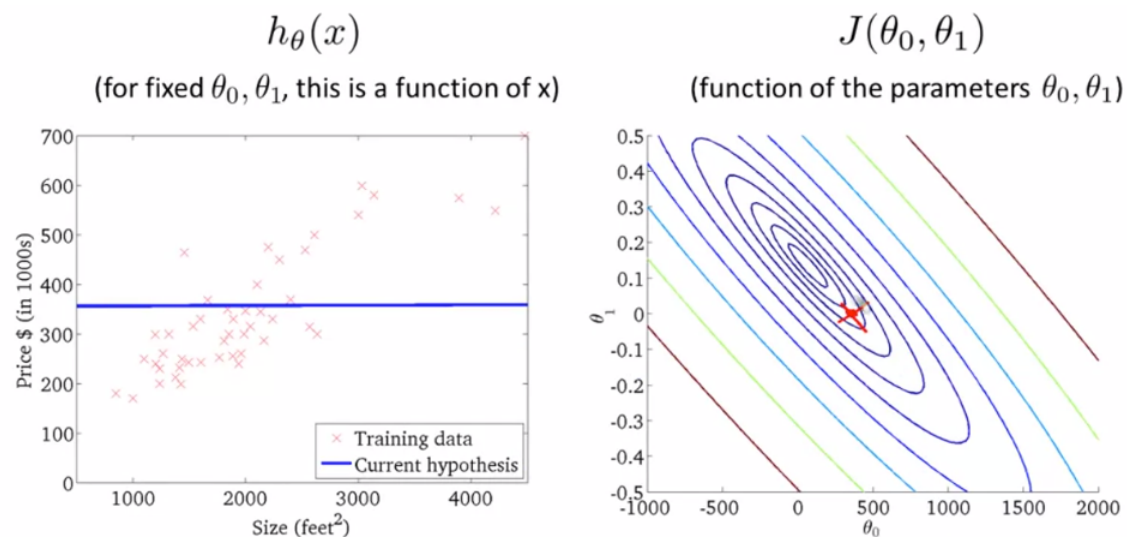 hθ(x)
(for fixed θ0, θ1, this is a function of x)
700
600
500
400
300
200
100
0
Price $ (in 1000s)
1000 2000 3000 4000
Size (feet²)
Training data
Current hypothesis
J(θ0, θ1)
(function of the parameters θ0, θ1)
0.5
0.4
0.3
0.2
0.1
0
-0.1
-0.2
-0.3
-0.4
-0.5
θ1
-1000 -500 0 500 1000 1500 2000
θ0